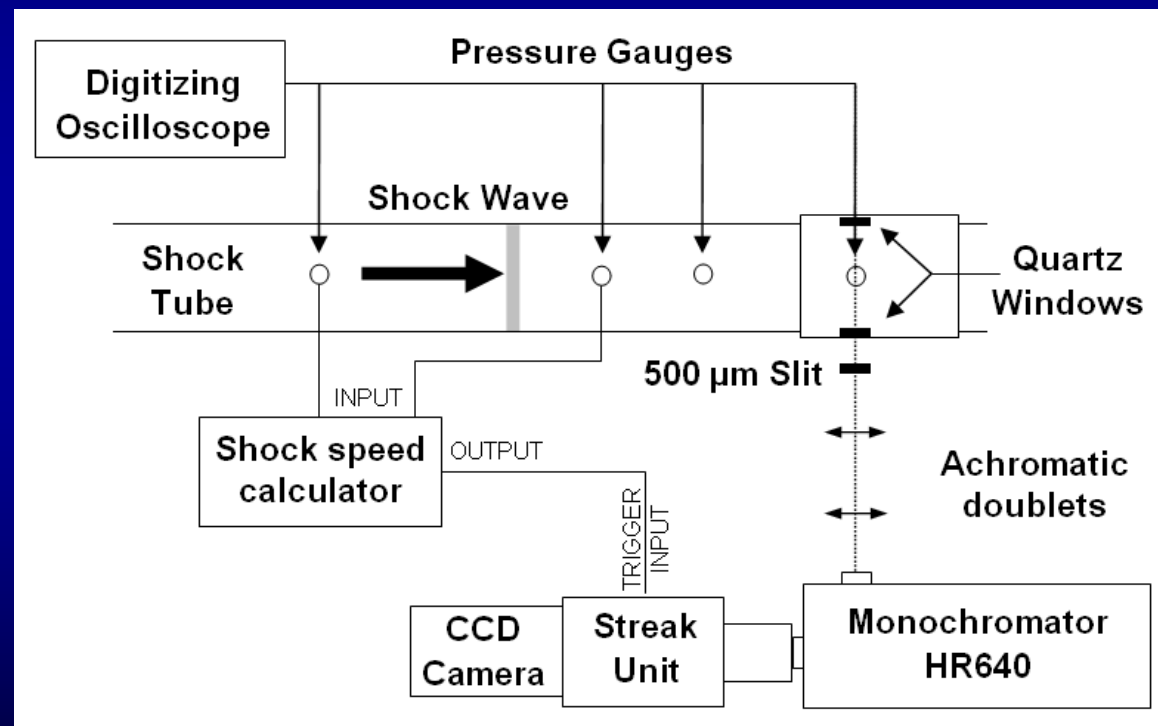 Pressure Gauges
Digitizing
Oscilloscope
Shock Wave
Shock
Tube
Quartz
Windows
500 µm Slit
INPUT
Shock speed
calculator
OUTPUT
Achromatic
doublets
TRIGGER
INPUT
CCD
Camera
Streak
Unit
Monochromator
HR640